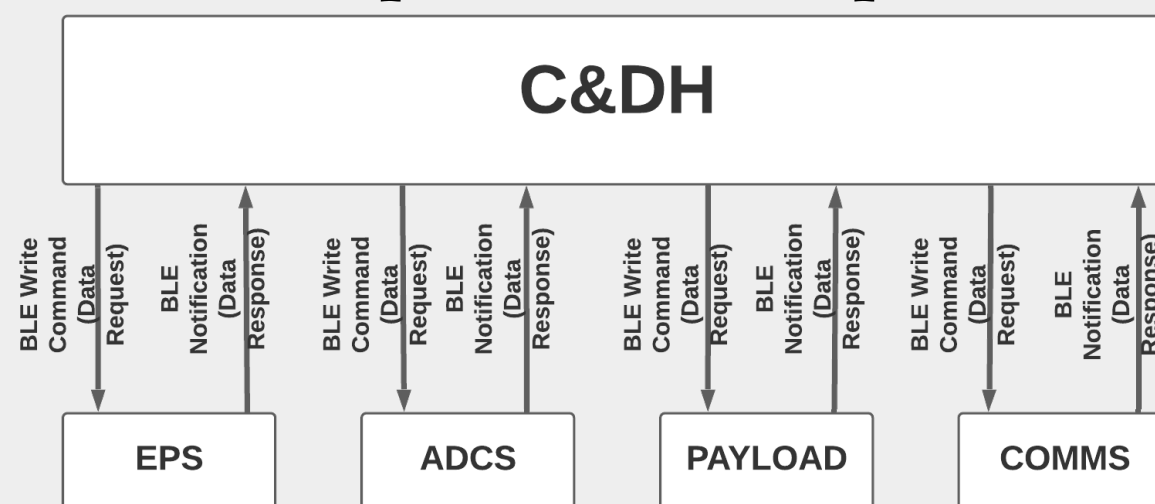 C&DH
BLE Write
Command
(Data
Request)
BLE
Notification
(Data
Response)
BLE Write
Command
(Data
Request)
BLE
Notification
(Data
Response)
BLE Write
Command
(Data
Request)
BLE
Notification
(Data
Response)
BLE Write
Command
(Data
Request)
BLE
Notification
(Data
Response)
EPS
ADCS
PAYLOAD
COMMS